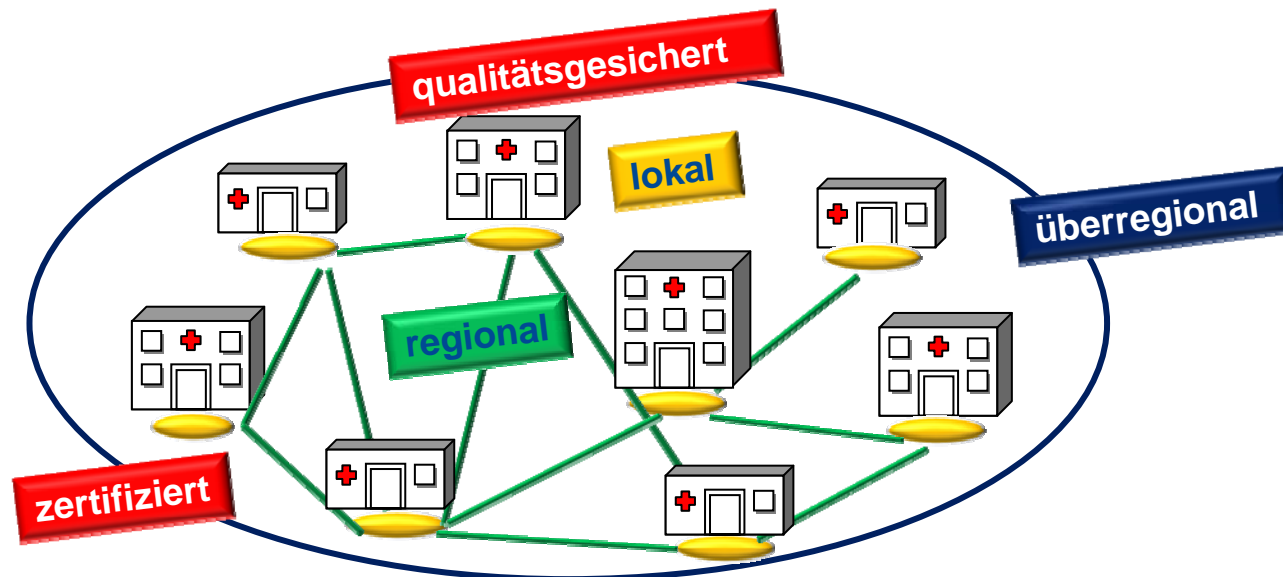 qualitätsgesichert
lokal
überregional
regional
zertifiziert